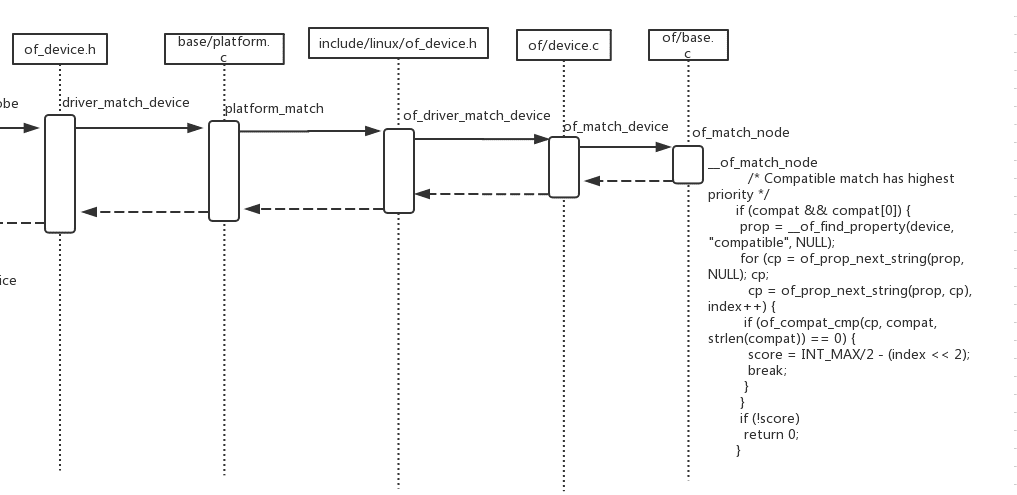 of_device.h
base/platform.
c
include/linux/of_device.h
of/device.c
of/base.
c
obe
driver_match_device
platform_match
of_driver_match_device
of_match_device
of_match_node
__of_match_node
/* Compatible match has highest
priority */
if (compat && compat[0]) {
prop = __of_find_property(device,
"compatible", NULL);
for (cp = of_prop_next_string(prop,
NULL); cp;
cp = of_prop_next_string(prop, cp),
index++) {
if (of_compat_cmp(cp, compat,
strlen(compat)) == 0) {
score = INT_MAX/2 - (index << 2);
break;
}
}
if (!score)
return 0;
}
ice